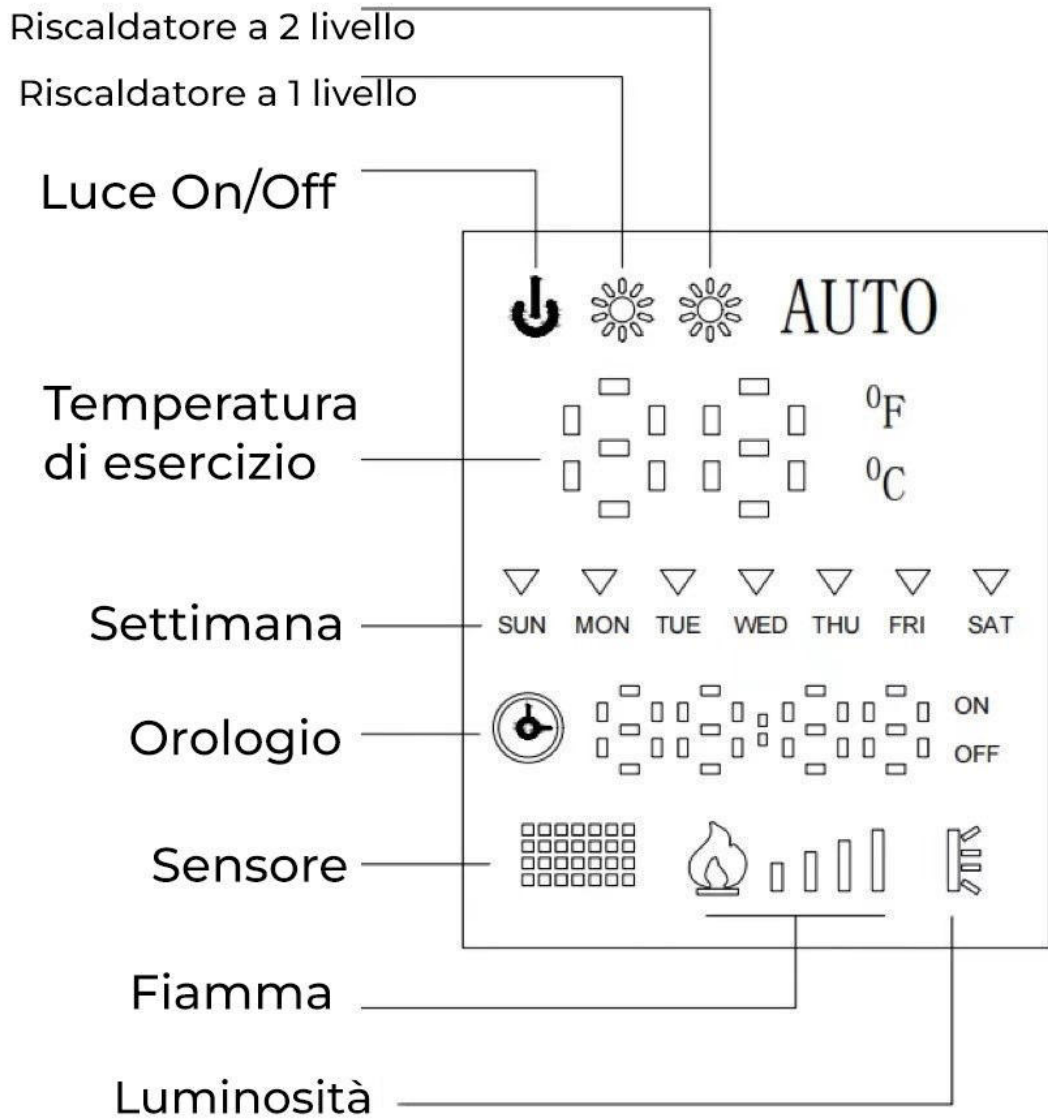 Riscaldatore a 2 livello
Riscaldatore a 1 livello
Luce On/Off
AUTO
Temperatura
di esercizio
⁰F
⁰C
Settimana
SUN MON TUE WED THU FRI SAT
Orologio
ON
OFF
Sensore
Fiamma
Luminosità